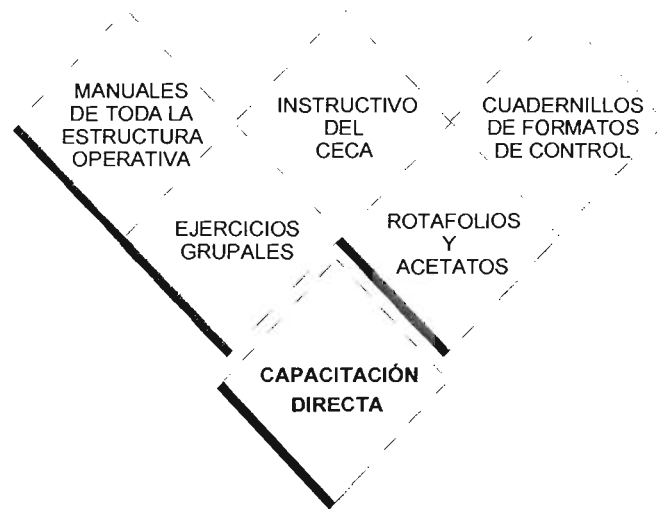 MANUALES
DE TODA LA
ESTRUCTURA
OPERATIVA
INSTRUCTIVO
DEL
CECA
CUADERNILLOS
DE FORMATOS
DE CONTROL
EJERCICIOS
GRUPALES
ROTAFOLIOS
Y
ACETATOS
CAPACITACIÓN
DIRECTA